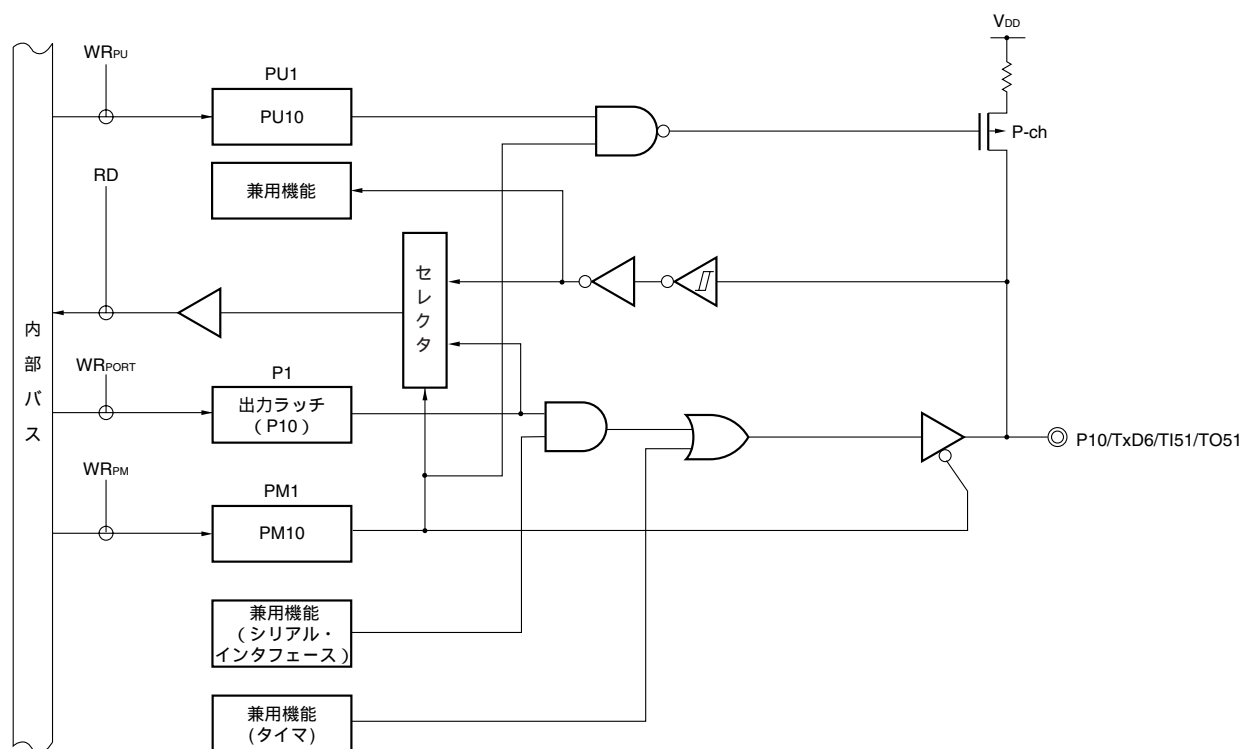 VDD
WRPU
PU1
PU10
P-ch
RD
兼用機能
セレクタ
内部バス
WRPORT
P1
出力ラッチ
（P10）
P10/TxD6/TI51/TO51
WRPM
PM1
PM10
兼用機能
（シリアル・
インタフェース）
兼用機能
(タイマ)